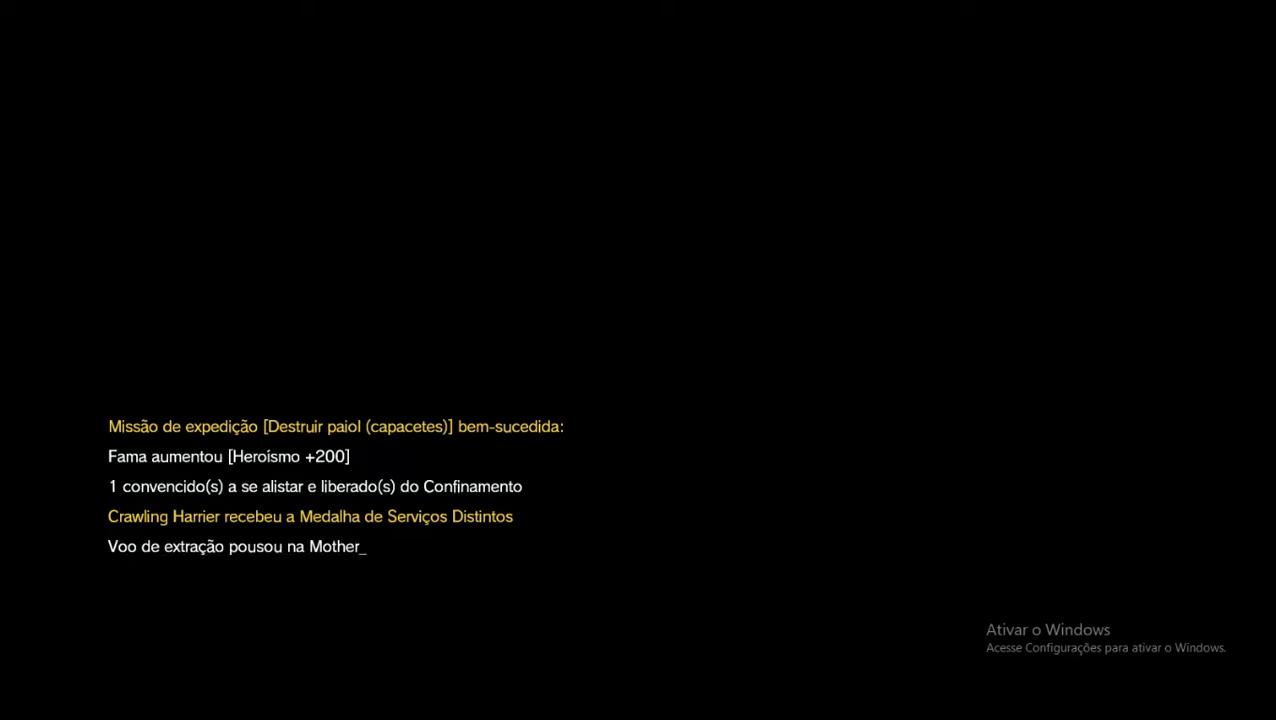 Missão de expedição [Destruir paiol (capacetes)] bem-sucedida:
Fama aumentou [Heroísmo +200]
1 convencido(s) a se alistar e liberado(s) do Confinamento
Crawling Harrier recebeu a Medalha de Serviços Distintos
Voo de extração pousou na Mother_
Ativar o Windows
Acesse Configurações para ativar o Windows.